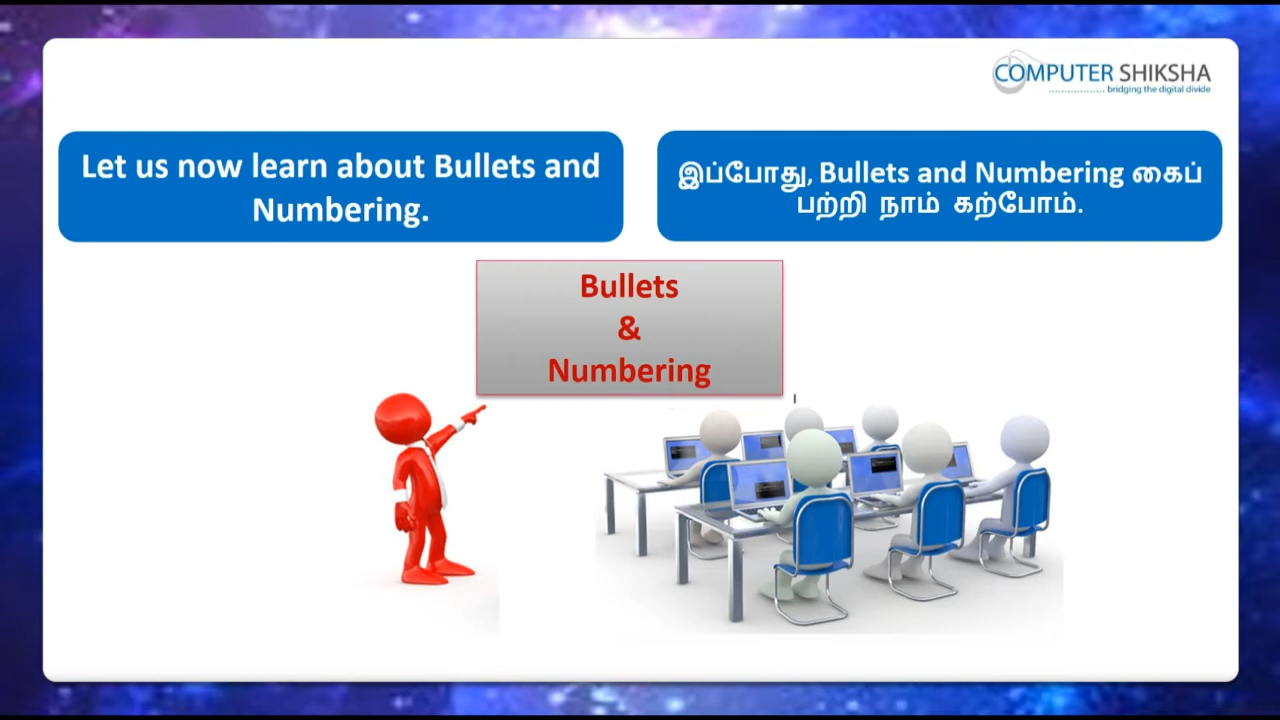 COMPUTER SHIKSHA
bridging the digital divide
Let us now learn about Bullets and
Numbering.
இப்போது, Bullets and Numbering கைப்
பற்றி நாம் கற்போம்.
Bullets
&
Numbering